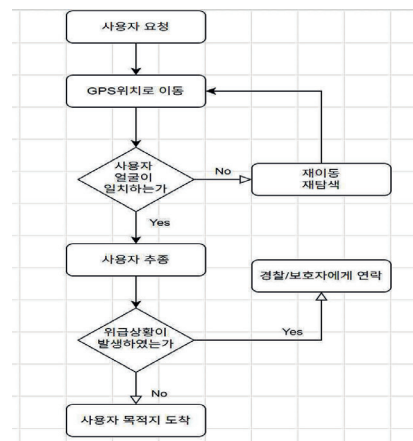 사용자 요청
GPS위치로 이동
사용자
얼굴이
일치하는가
No
재이동
재탐색
Yes
사용자 추종
경찰/보호자에게 연락
위급상황이
발생하였는가
Yes
No
사용자 목적지 도착